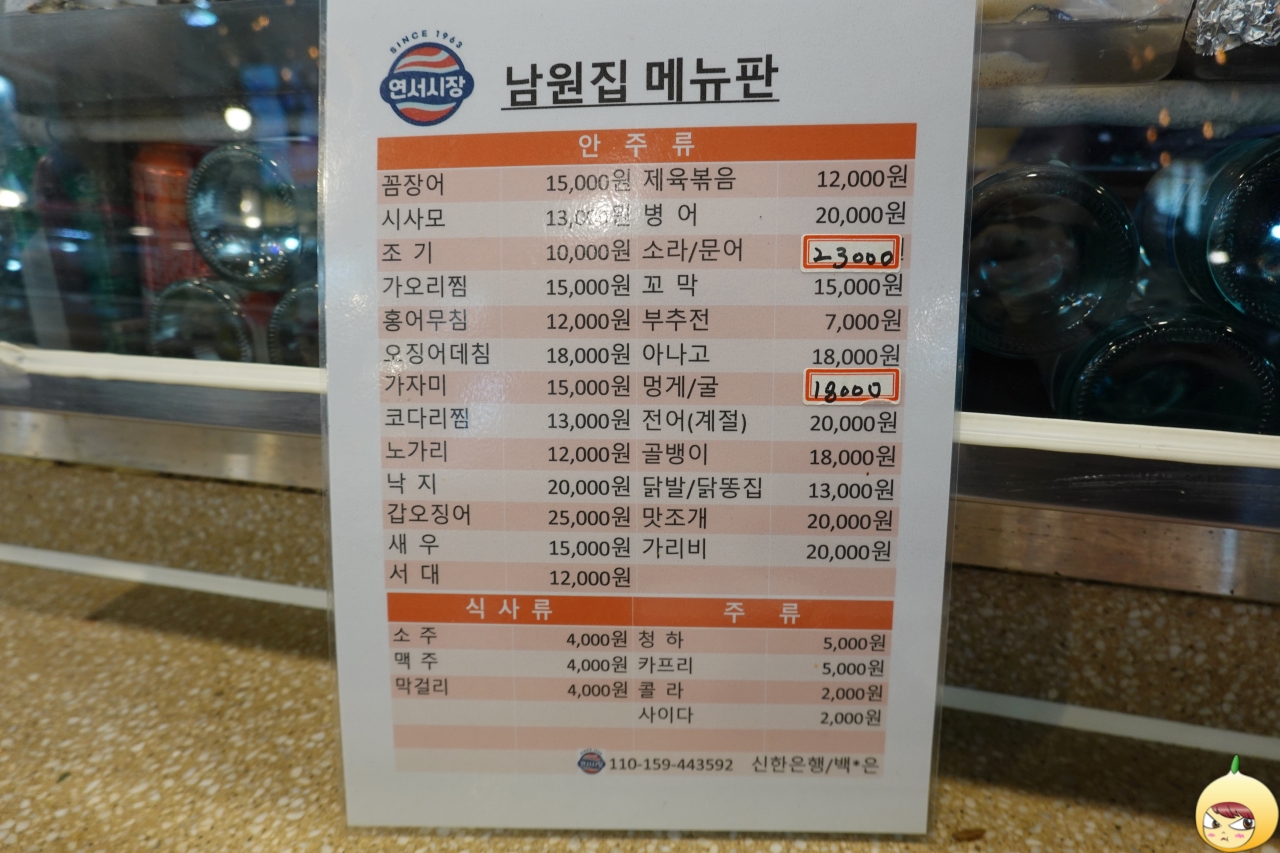 SINCE 1963
연서시장
남원집 메뉴판
안 주 류
꼼장어 15,000원 제육볶음 12,000원
시사모 13,000원 병 어 20,000원
조 기 10,000원 소라/문어 23000
가오리찜 15,000원 꼬 막 15,000원
홍어무침 12,000원 부추전 7,000원
오징어데침 18,000원 아나고 18,000원
가자미 15,000원 멍게/굴 18000
코다리찜 13,000원 전어(계절) 20,000원
노가리 12,000원 골뱅이 18,000원
낙 지 20,000원 닭발/닭똥집 13,000원
갑오징어 25,000원 맛조개 20,000원
새 우 15,000원 가리비 20,000원
서 대 12,000원
식 사 류 주 류
소 주 4,000원 청 하 5,000원
맥 주 4,000원 카프리 5,000원
막걸리 4,000원 콜 라 2,000원
사이다 2,000원
연서시장 110-159-443592 신한은행/백*은